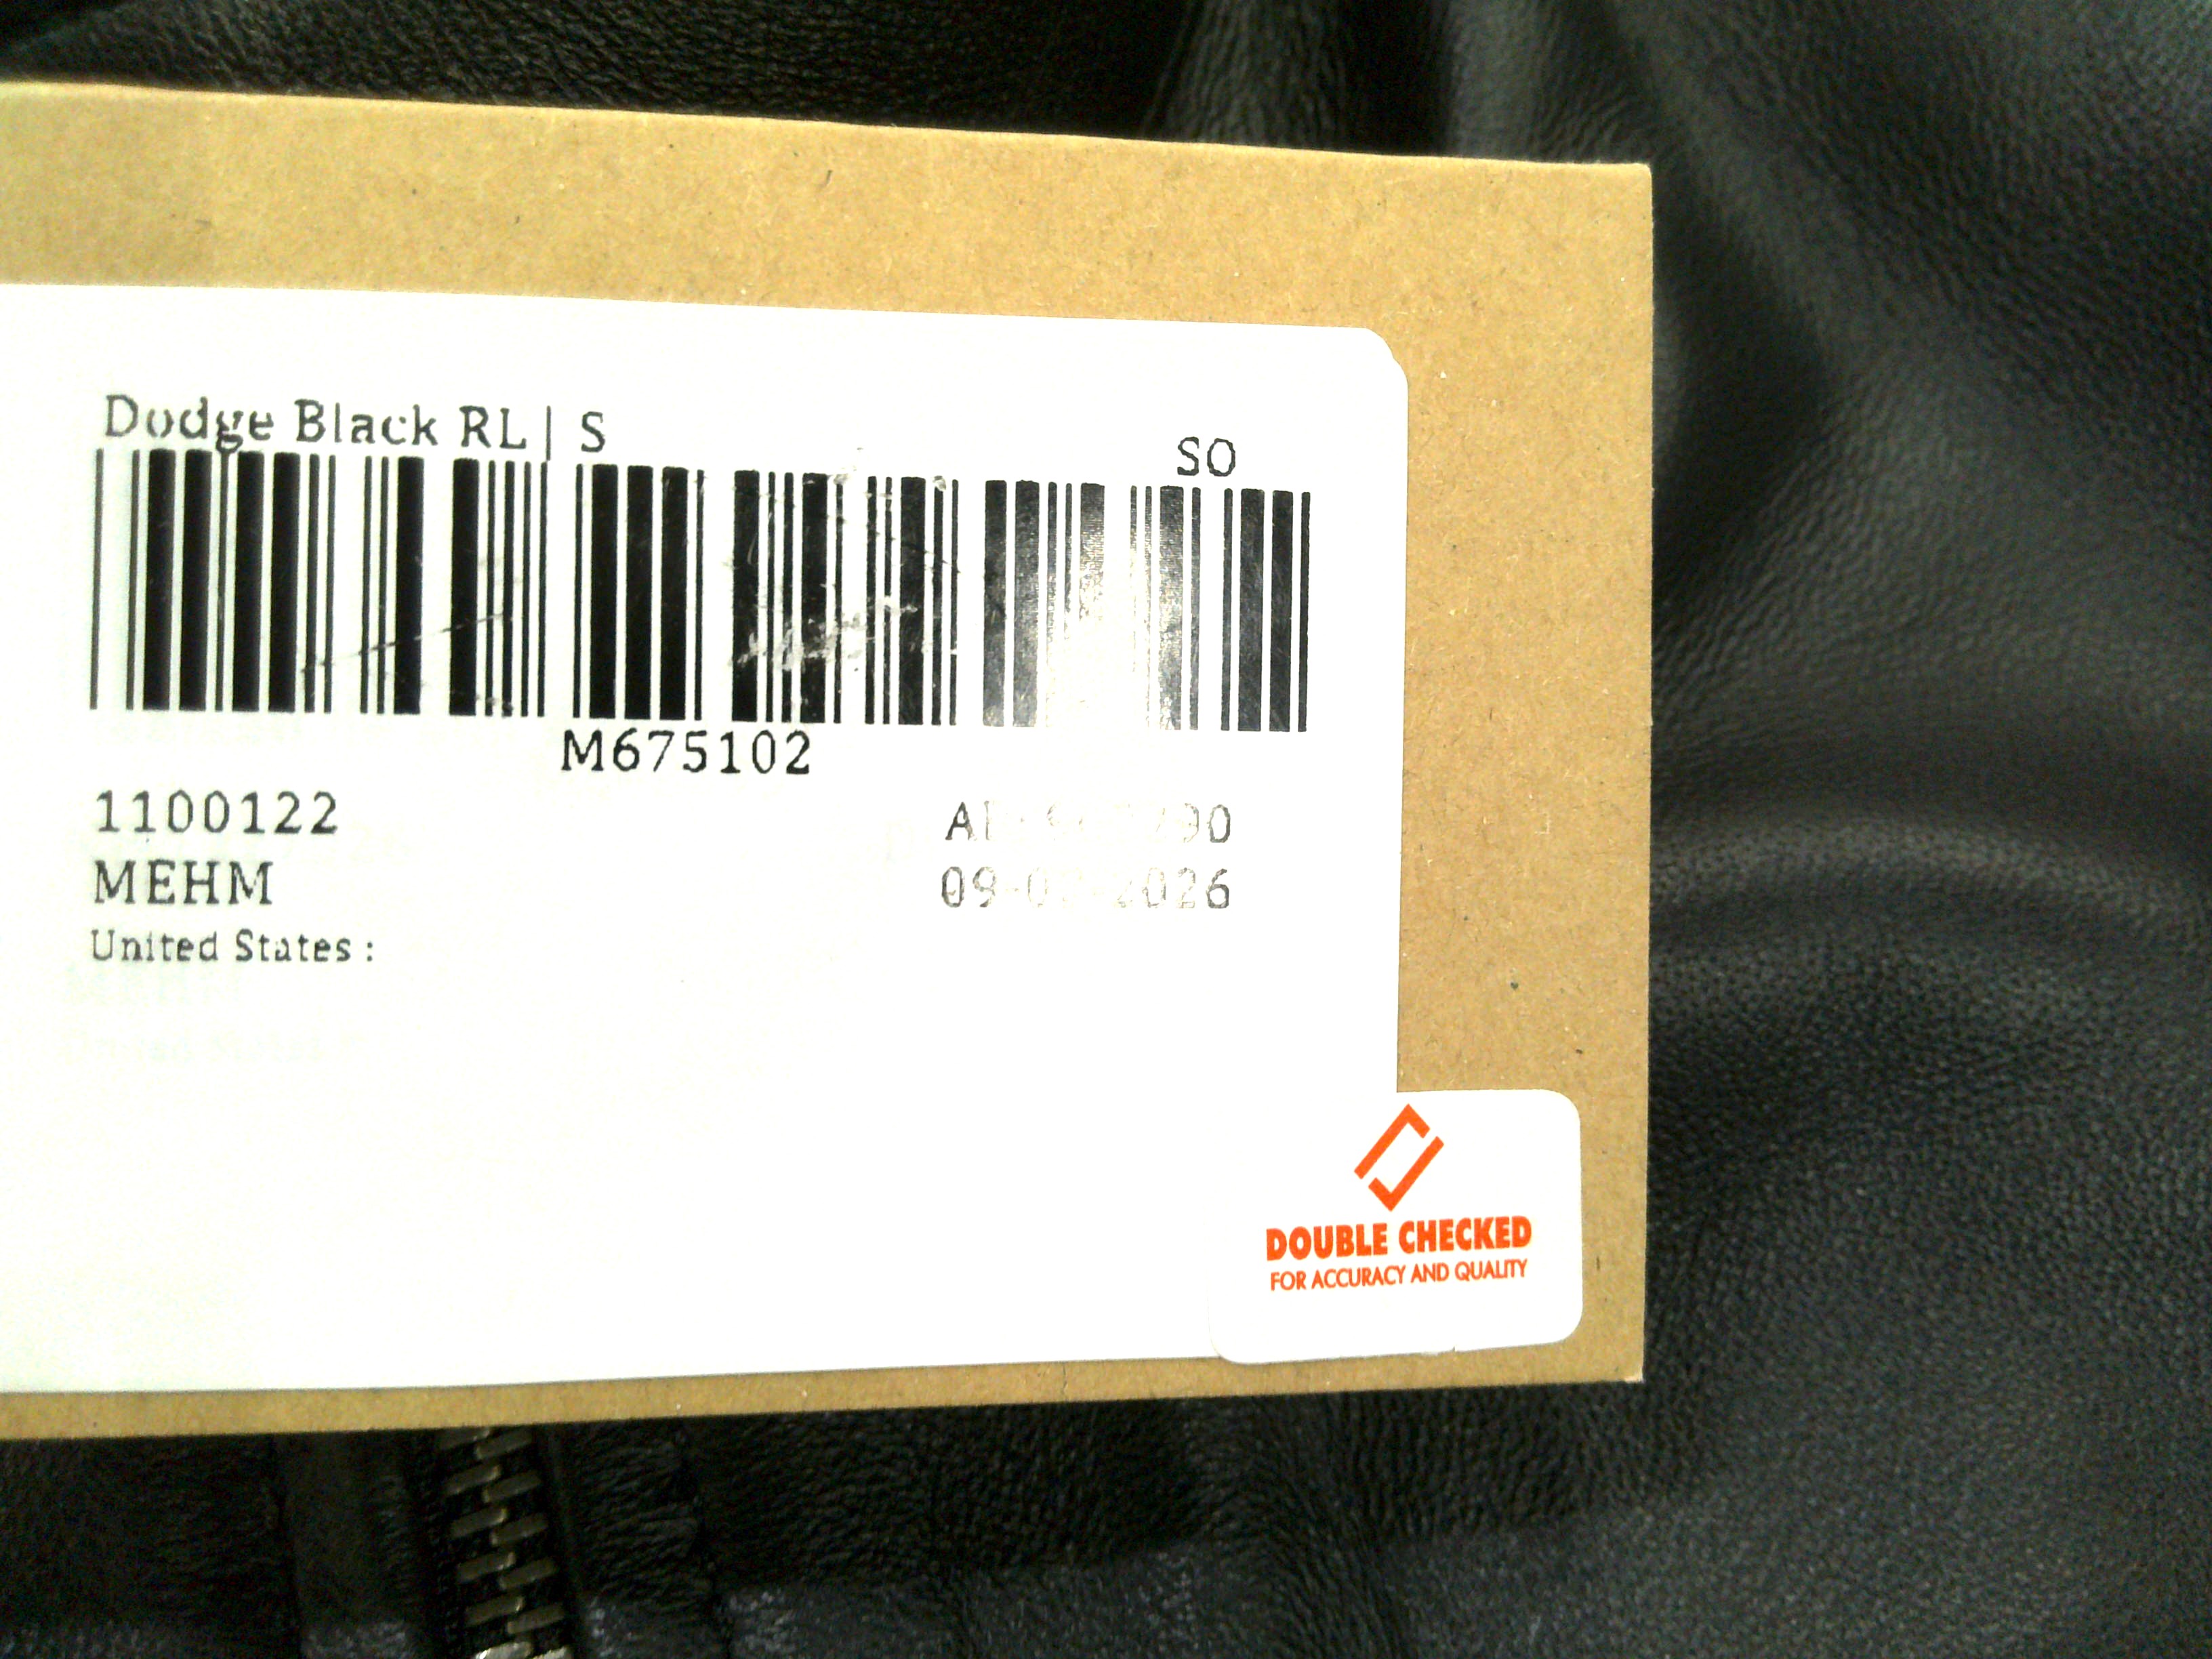 Dodge Black RL | S
SO
M675102
1100122
MEHM
United States :
DOUBLE CHECKED
FOR ACCURACY AND QUALITY